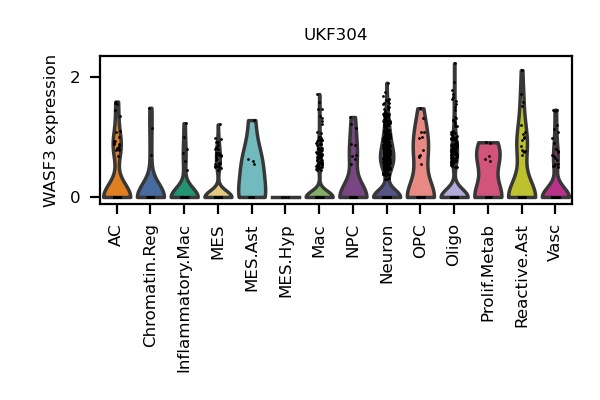 UKF304
WASF3 expression
2
0
AC
Chromatin.Reg
Inflammatory.Mac
MES
MES.Ast
MES.Hyp
Mac
NPC
Neuron
OPC
Oligo
Prolif.Metab
Reactive.Ast
Vasc